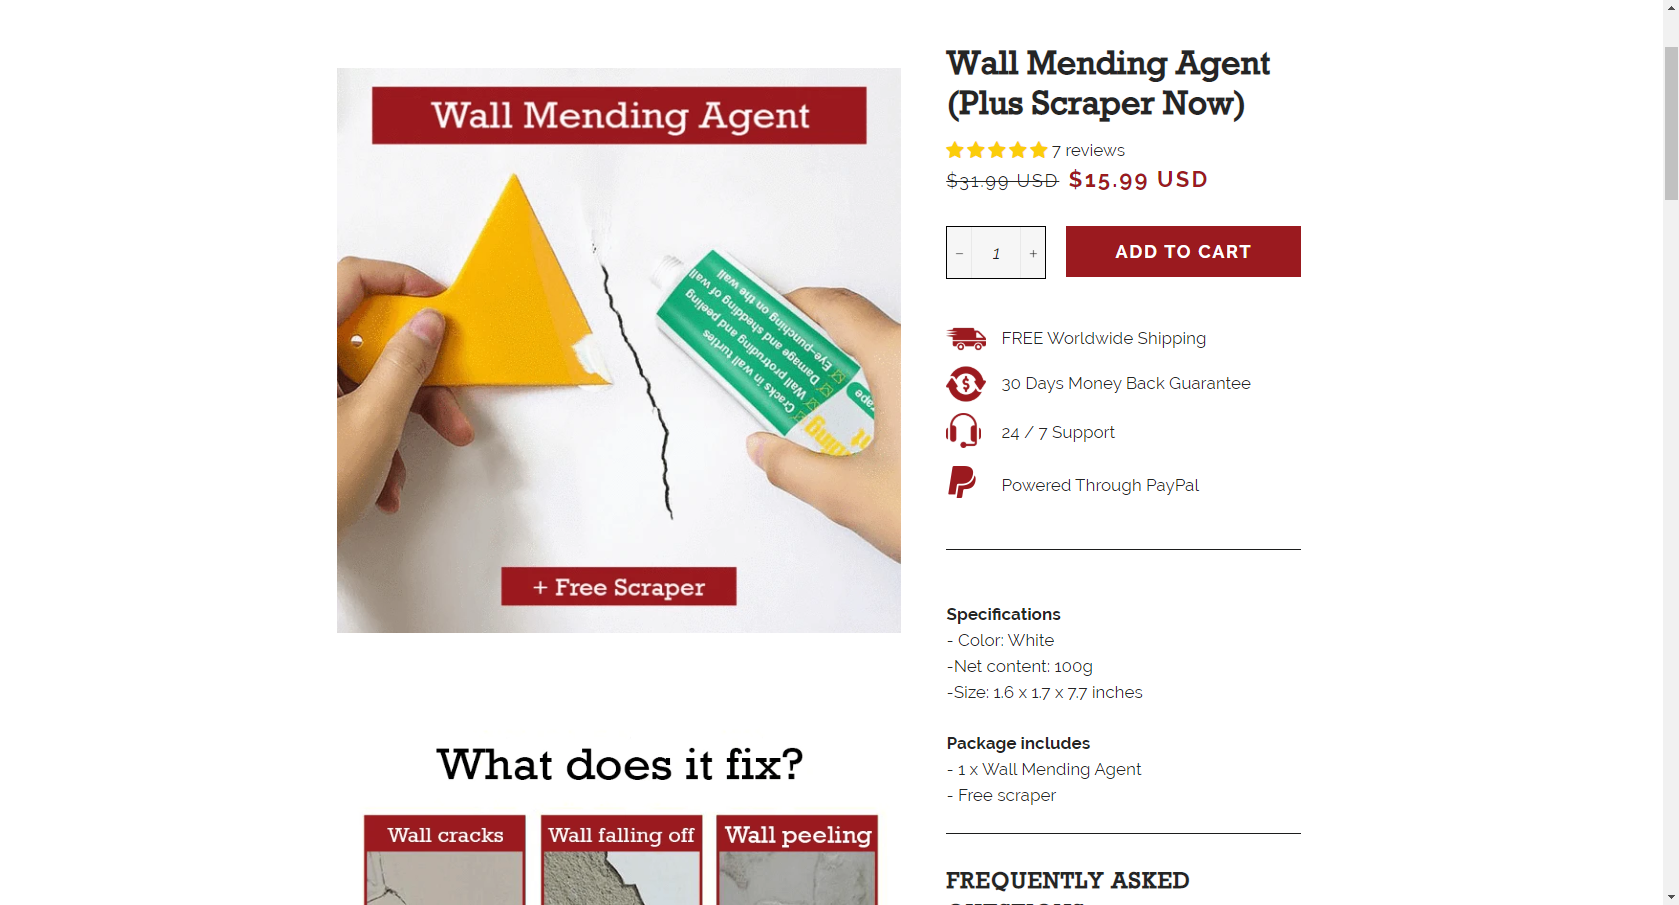 Wall Mending Agent
+ Free Scraper
Cracks in wall turtles
Wall protruding and peeling
Damage and shedding of wall
Eye-punching on the wall
What does it fix?
Wall cracks
Wall falling off
Wall peeling
Wall Mending Agent
(Plus Scraper Now)
7 reviews
$31.99 USD $15.99 USD
− 1 +
ADD TO CART
FREE Worldwide Shipping
30 Days Money Back Guarantee
24 / 7 Support
Powered Through PayPal
Specifications
- Color: White
-Net content: 100g
-Size: 1.6 x 1.7 x 7.7 inches
Package includes
- 1 x Wall Mending Agent
- Free scraper
FREQUENTLY ASKED